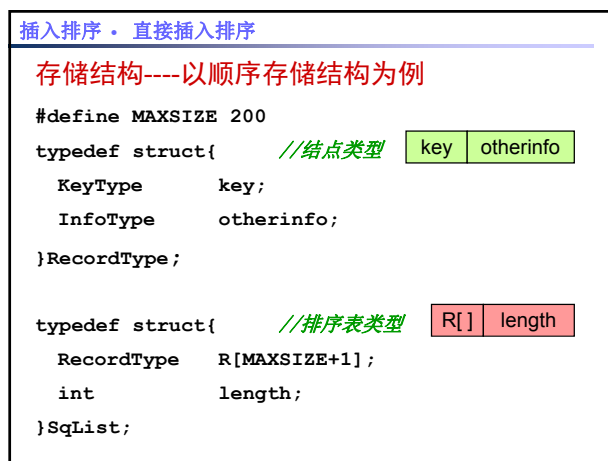 插入排序 • 直接插入排序
存储结构----以顺序存储结构为例
#define MAXSIZE 200
typedef struct{ //结点类型 key otherinfo
KeyType key;
InfoType otherinfo;
}RecordType;
typedef struct{ //排序表类型 R[ ] length
RecordType R[MAXSIZE+1];
int length;
}SqList;